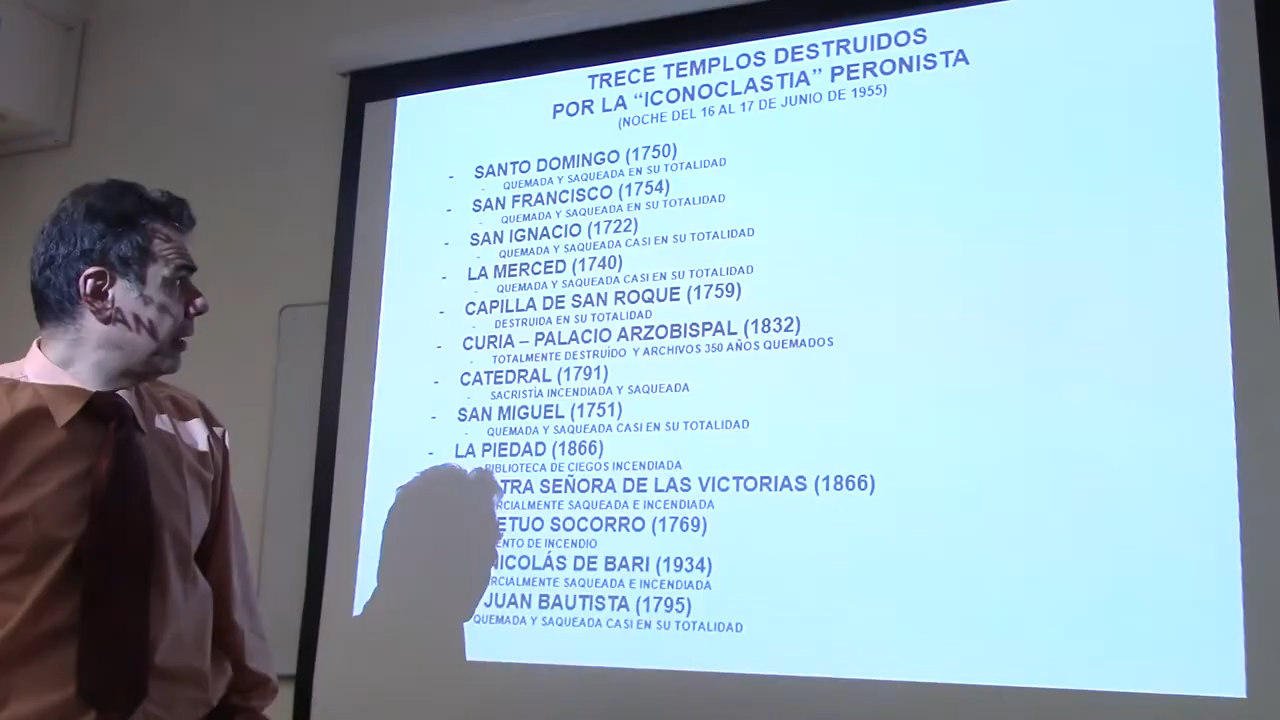 TRECE TEMPLOS DESTRUIDOS
POR LA “ICONOCLASTIA” PERONISTA
(NOCHE DEL 16 AL 17 DE JUNIO DE 1955)
- SANTO DOMINGO (1750)
- QUEMADA Y SAQUEADA EN SU TOTALIDAD
- SAN FRANCISCO (1754)
- QUEMADA Y SAQUEADA EN SU TOTALIDAD
- SAN IGNACIO (1722)
- QUEMADA Y SAQUEADA CASI EN SU TOTALIDAD
- LA MERCED (1740)
- QUEMADA Y SAQUEADA CASI EN SU TOTALIDAD
- CAPILLA DE SAN ROQUE (1759)
- DESTRUIDA EN SU TOTALIDAD
- CURIA – PALACIO ARZOBISPAL (1832)
- TOTALMENTE DESTRUÍDO Y ARCHIVOS 350 AÑOS QUEMADOS
- CATEDRAL (1791)
- SACRISTÍA INCENDIADA Y SAQUEADA
- SAN MIGUEL (1751)
- QUEMADA Y SAQUEADA CASI EN SU TOTALIDAD
- LA PIEDAD (1866)
BIBLIOTECA DE CIEGOS INCENDIADA
SEÑORA DE LAS VICTORIAS (1866)
SAQUEADA E INCENDIADA
SOCORRO (1769)
DE INCENDIO
NICOLÁS DE BARI (1934)
SAQUEADA E INCENDIADA
JUAN BAUTISTA (1795)
QUEMADA Y SAQUEADA CASI EN SU TOTALIDAD